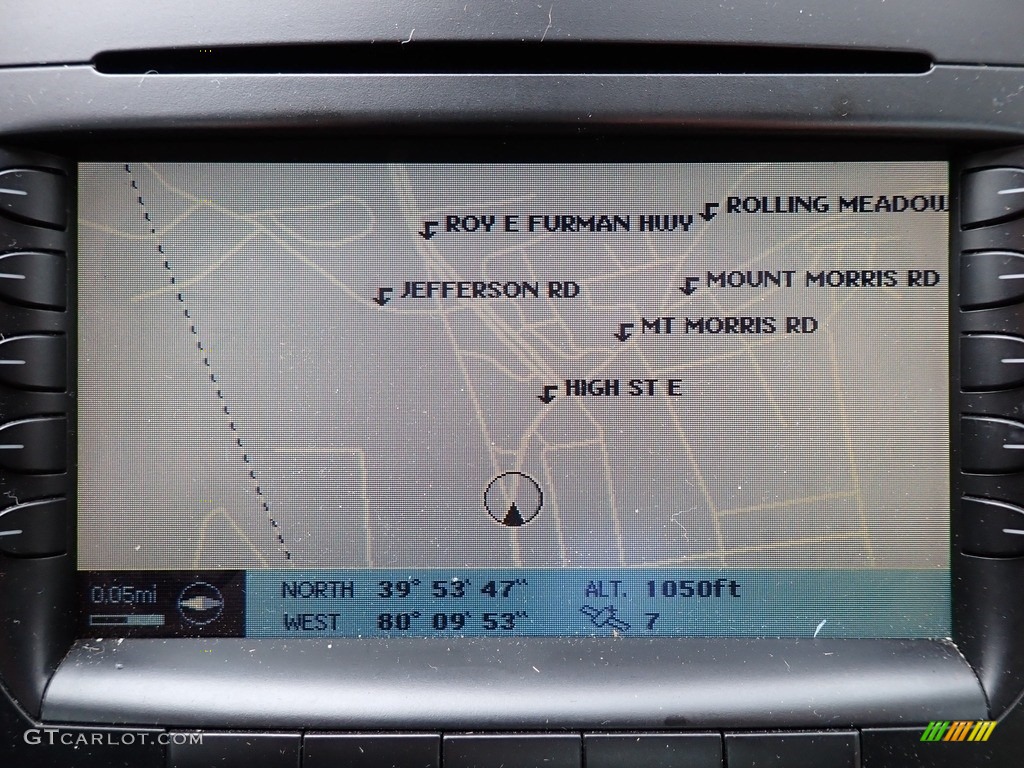 ROLLING MEADOW
ROY E FURMAN HWY
MOUNT MORRIS RD
JEFFERSON RD
MT MORRIS RD
HIGH ST E
0.05mi
NORTH 39° 53' 47" ALT. 1050ft
WEST 80° 09' 53" 7
GTCARLOT.COM